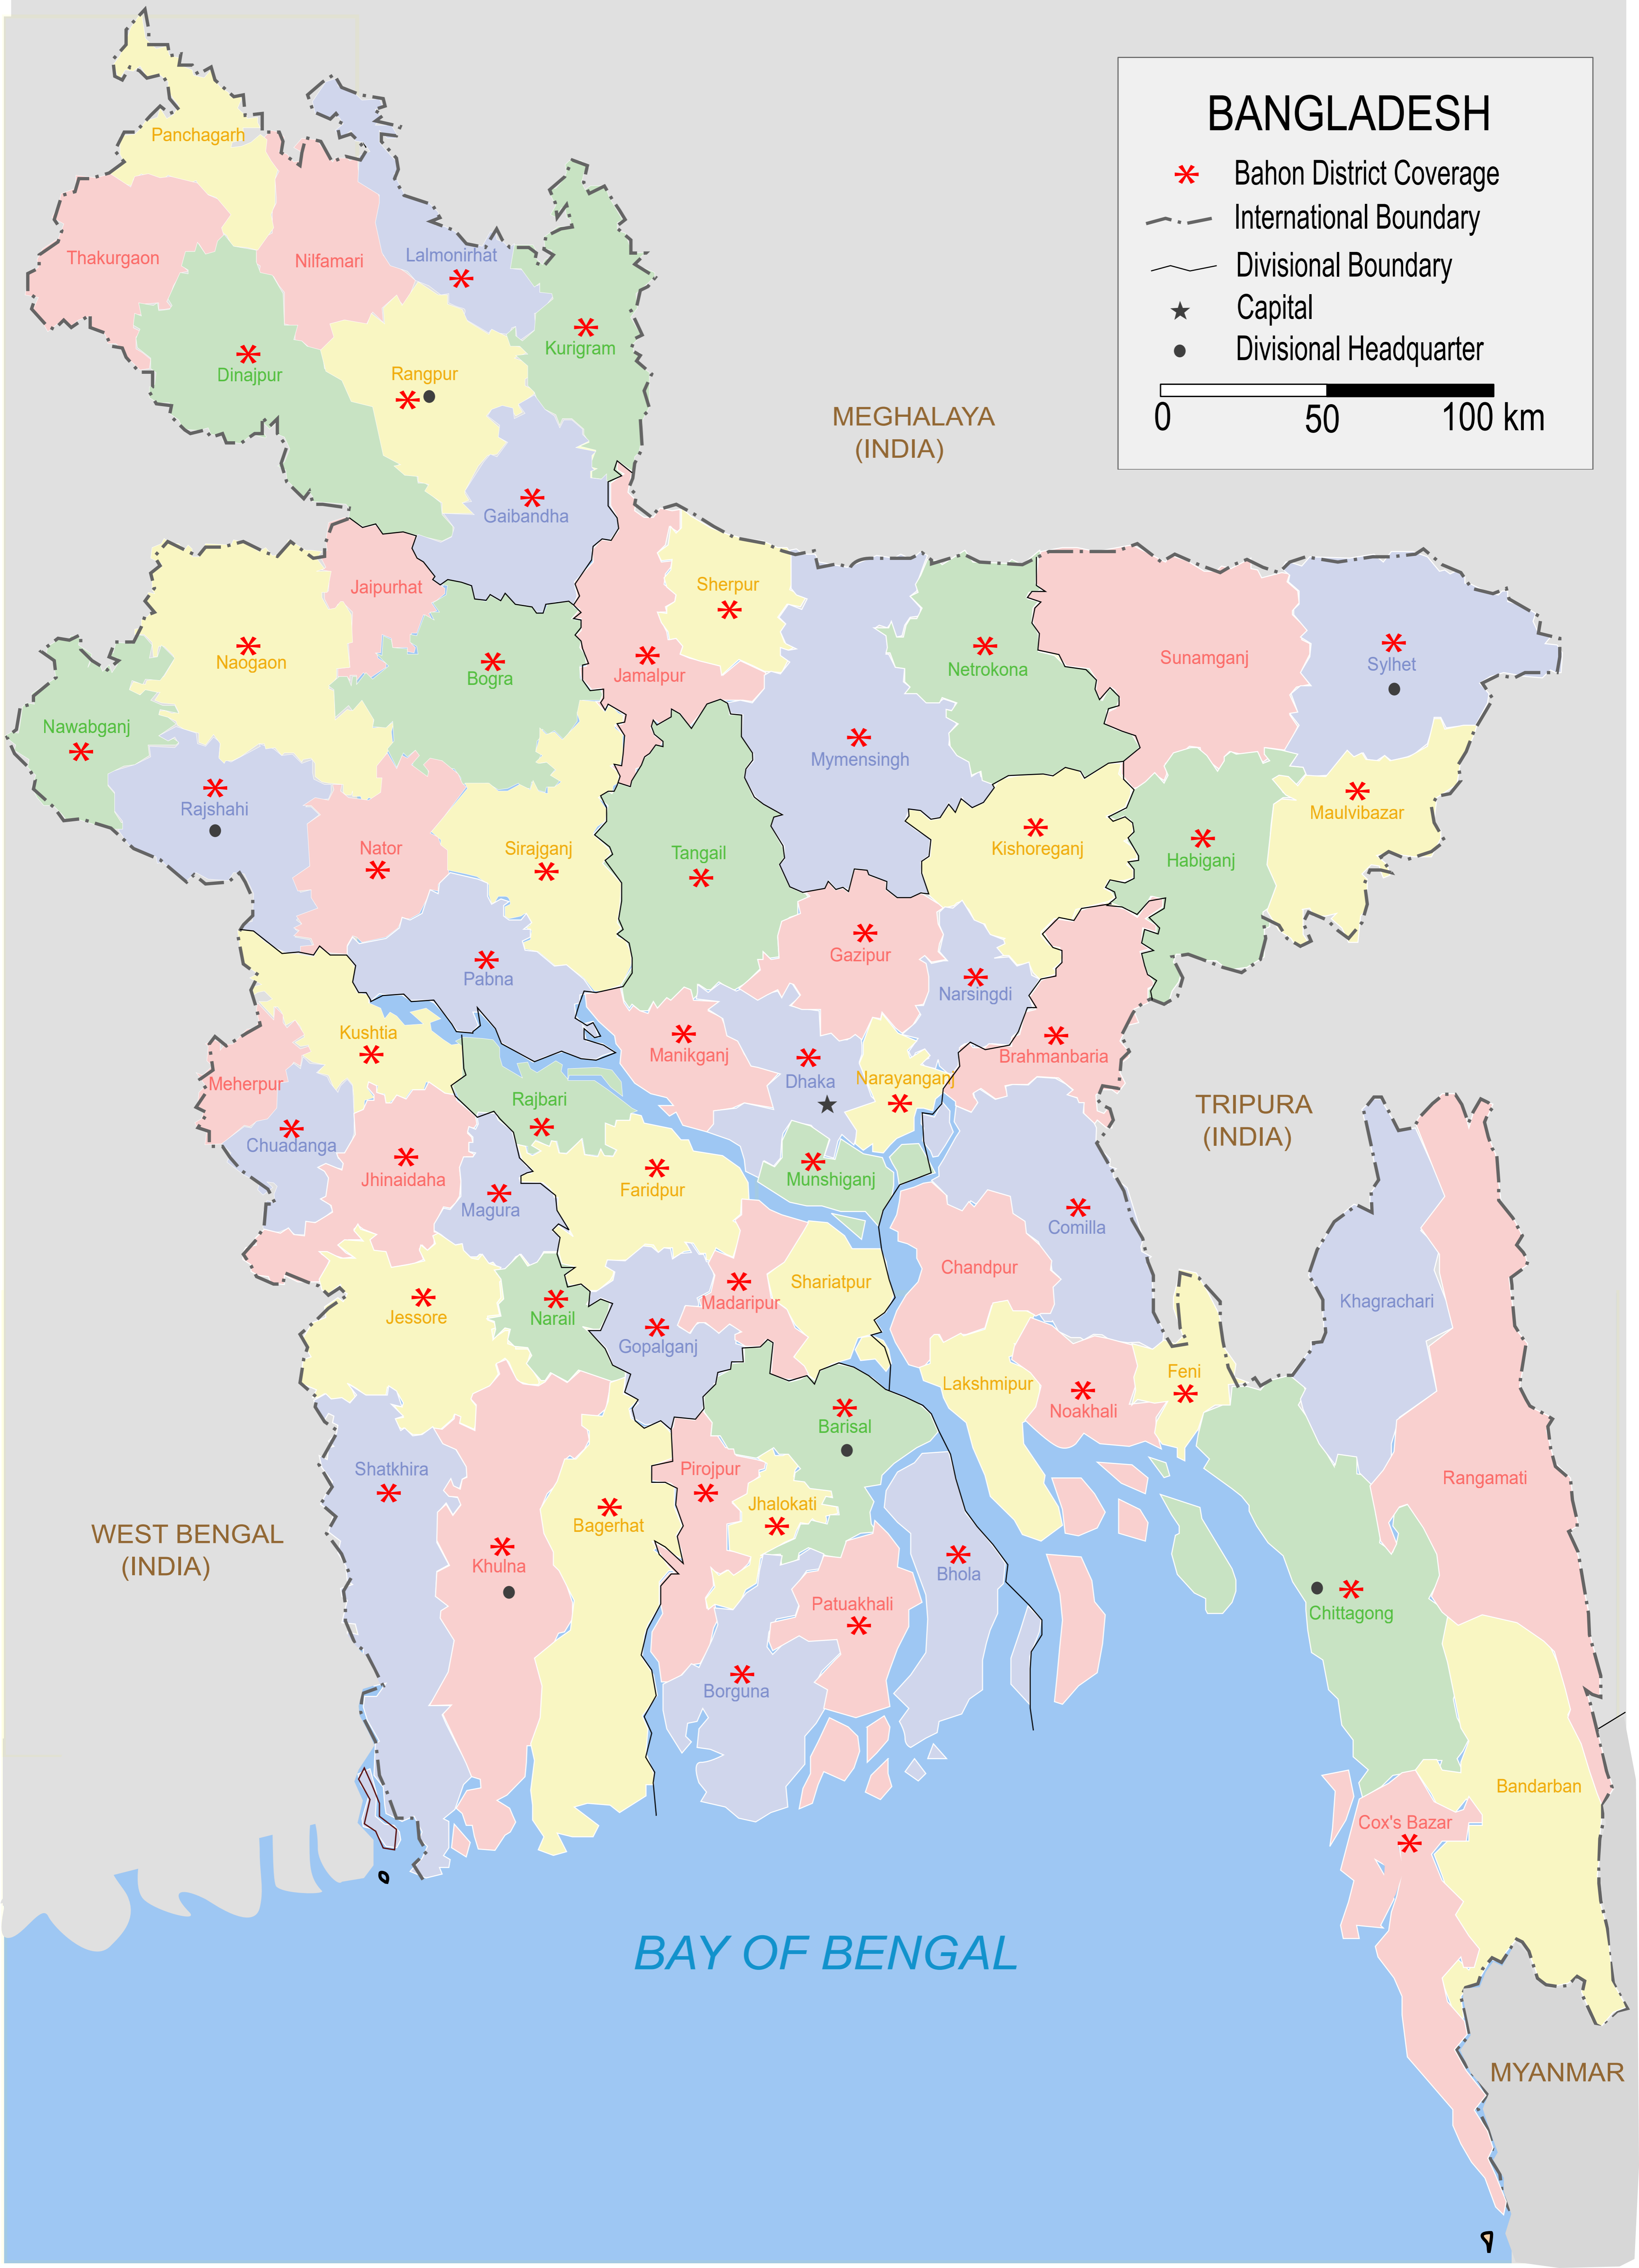 BANGLADESH
Bahon District Coverage
International Boundary
Divisional Boundary
Capital
Divisional Headquarter
0 50 100 km
Panchagarh
Thakurgaon
Nilfamari
Lalmonirhat
Kurigram
Dinajpur
Rangpur
MEGHALAYA
(INDIA)
Gaibandha
Jaipurhat
Sherpur
Naogaon
Bogra
Jamalpur
Netrokona
Sunamganj
Sylhet
Nawabganj
Mymensingh
Rajshahi
Maulvibazar
Nator
Sirajganj
Tangail
Kishoreganj
Habiganj
Gazipur
Pabna
Narsingdi
Kushtia
Manikganj
Brahmanbaria
Meherpur
Dhaka
Narayanganj
Rajbari
TRIPURA
(INDIA)
Chuadanga
Jhinaidaha
Munshiganj
Magura
Faridpur
Comilla
Chandpur
Shariatpur
Khagrachari
Madaripur
Jessore
Narail
Gopalganj
Feni
Lakshmipur
Noakhali
Barisal
Shatkhira
Pirojpur
Rangamati
Jhalokati
Bagerhat
WEST BENGAL
(INDIA)
Khulna
Bhola
Patuakhali
Chittagong
Borguna
Bandarban
Cox's Bazar
BAY OF BENGAL
MYANMAR